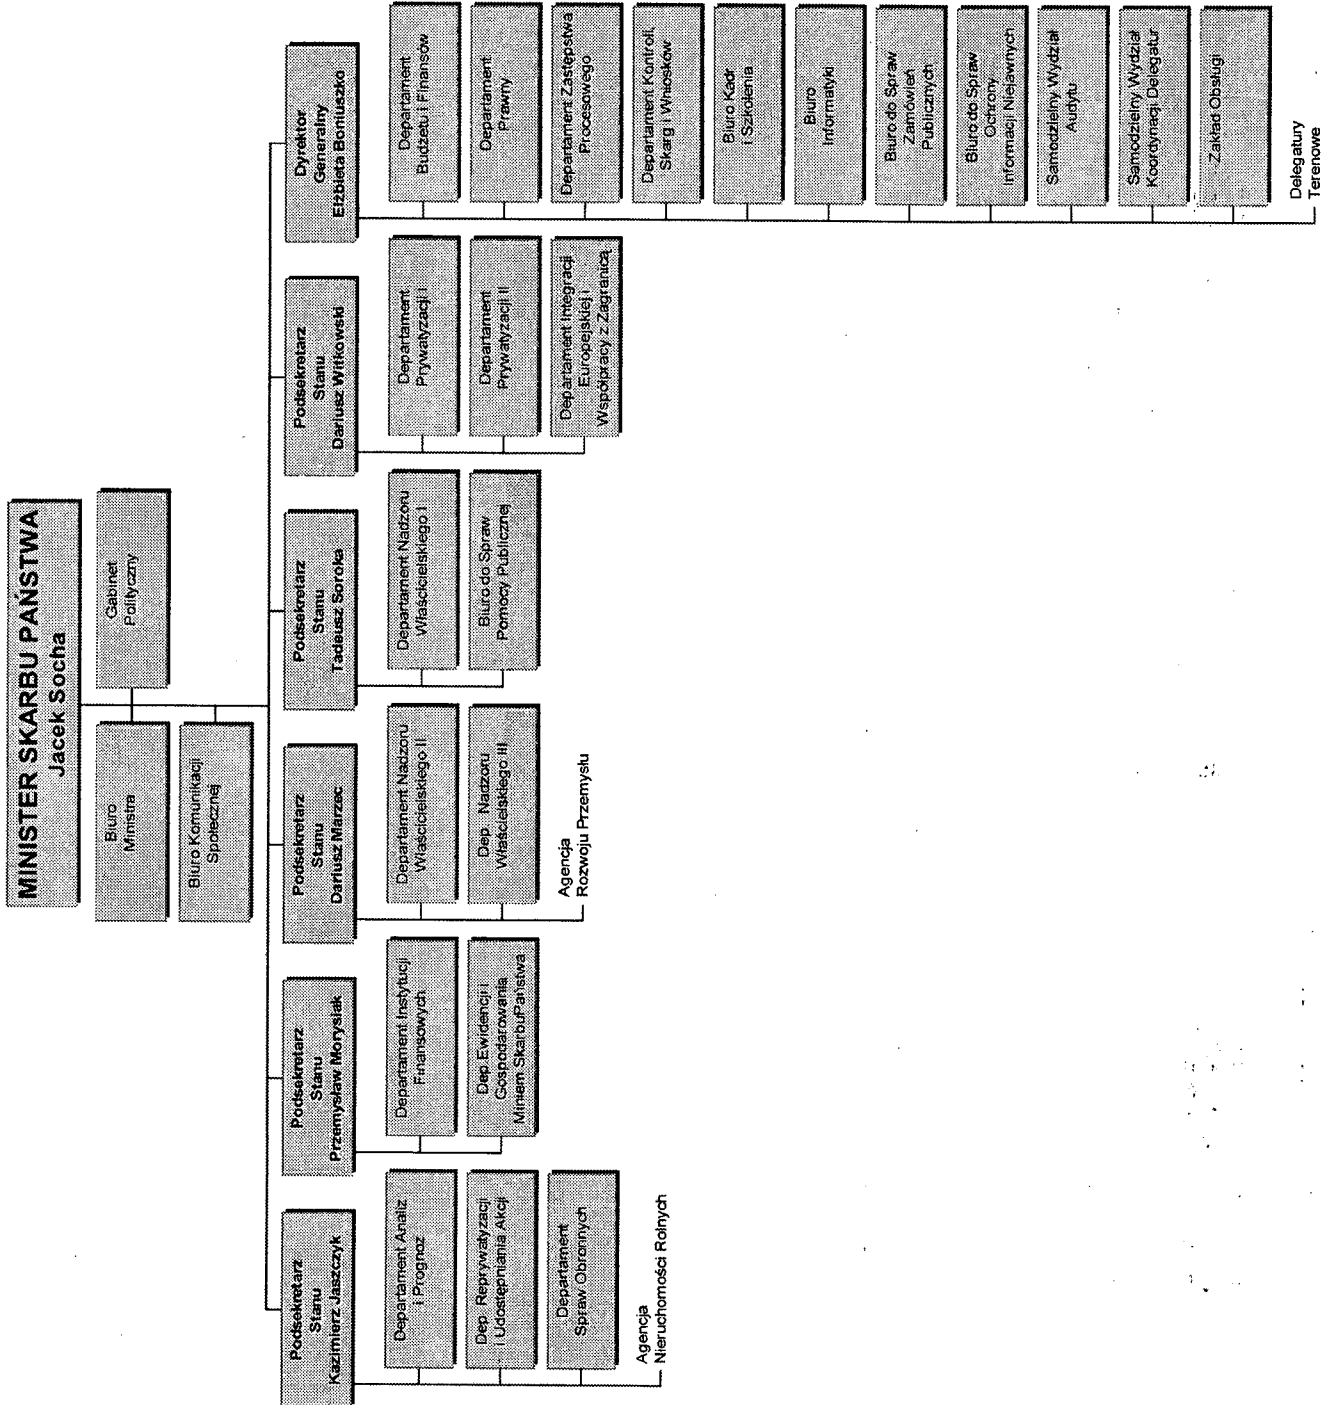 MINISTER SKARBU PAŃSTWA
Jacek Socha
Biuro
Ministra
Gabinet
Polityczny
Biuro Komunikacji
Społecznej
Podsekretarz
Stanu
Kazimierz Jaszczyk
Departament Analiz
i Prognoz
Dep. Reprywatyzacji
i Udostępniania Akcji
Departament
Spraw Obronnych
Agencja
Nieruchomości Rolnych
Podsekretarz
Stanu
Przemysław Morysiak
Departament Instytucji
Finansowych
Dep. Ewidencji i
Gospodarowania
Mniem SkarbuPaństwa
Podsekretarz
Stanu
Dariusz Marzec
Departament Nadzoru
Właścicielskiego II
Dep. Nadzoru
Właścielskiego III
Agencja
Rozwoju Przemysłu
Podsekretarz
Stanu
Tadeusz Soroka
Departament Nadzoru
Właścicielskiego I
Biuro do Spraw
Pomocy Publicznej
Podsekretarz
Stanu
Dariusz Witkowski
Departament
Prywatyzacji I
Departament
Prywatyzacji II
Departament Integracji
Europejskiej i
Współpracy z Zagranicą
Dyrektor
Generalny
Elżbieta Boniuszko
Departament
Budżetu i Finansów
Departament
Prawny
Departament Zastępstwa
Procesowego
Departament Kontroli,
Skarg i Wniosków
Biuro Kadr
i Szkolenia
Biuro
Informatyki
Biuro do Spraw
Zamówień
Publicznych
Biuro do Spraw
Ochrony
Informacji Niejawnych
Samodzielny Wydział
Audytu
Samodzielny Wydział
Koordynacji Delegatur
Zakład Obsługi
Delegatury
Terenowe